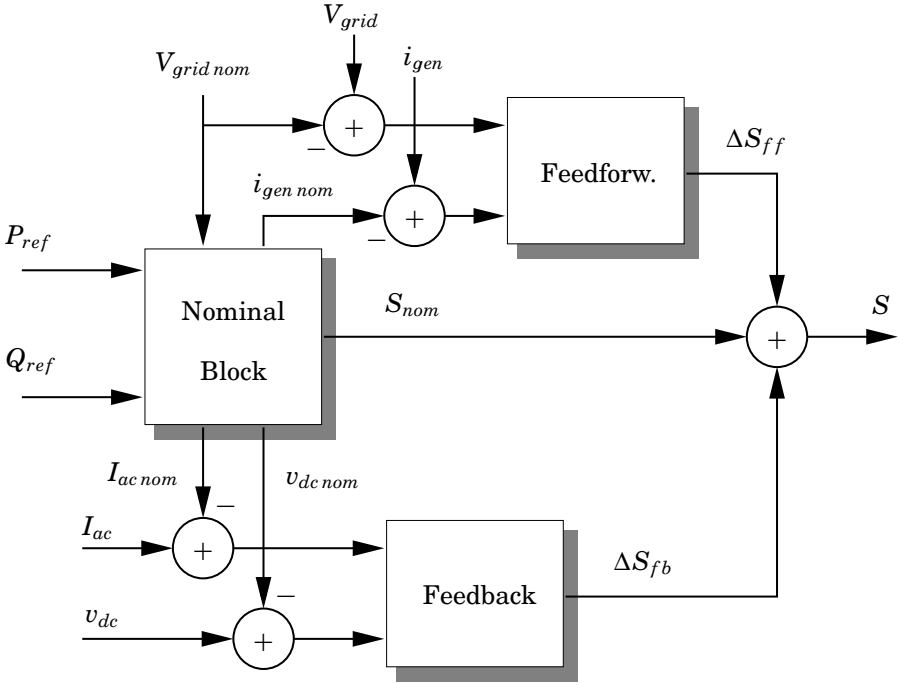 V_grid
V_grid nom
i_gen
+
−
Feedforw.
ΔS_ff
i_gen nom
+
−
P_ref
Nominal
Block
S_nom
S
+
Q_ref
I_ac nom
v_dc nom
−
I_ac
+
Feedback
ΔS_fb
−
v_dc
+